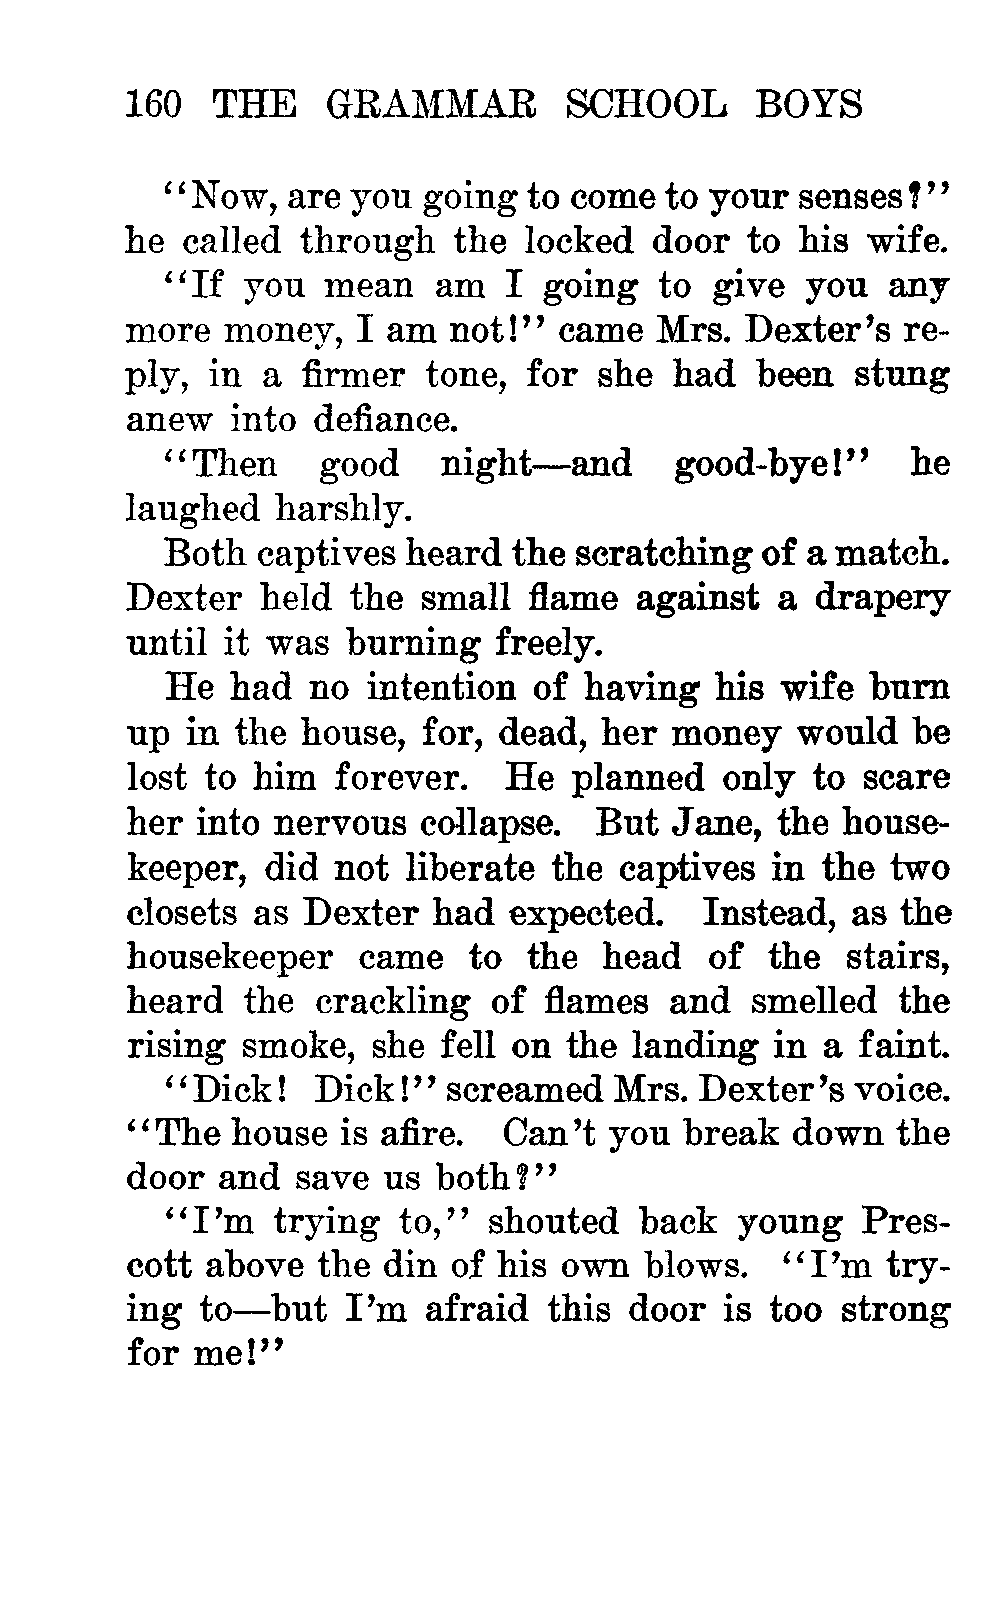 160 THE GRAMMAR SCHOOL BOYS
“Now, are you going to come to your senses?”
he called through the locked door to his wife.
“If you mean am I going to give you any
more money, I am not!” came Mrs. Dexter’s re-
ply, in a firmer tone, for she had been stung
anew into defiance.
“Then good night—and good-bye!” he
laughed harshly.
Both captives heard the scratching of a match.
Dexter held the small flame against a drapery
until it was burning freely.
He had no intention of having his wife burn
up in the house, for, dead, her money would be
lost to him forever. He planned only to scare
her into nervous collapse. But Jane, the house-
keeper, did not liberate the captives in the two
closets as Dexter had expected. Instead, as the
housekeeper came to the head of the stairs,
heard the crackling of flames and smelled the
rising smoke, she fell on the landing in a faint.
“Dick! Dick!” screamed Mrs. Dexter’s voice.
“The house is afire. Can’t you break down the
door and save us both?”
“I’m trying to,” shouted back young Pres-
cott above the din of his own blows. “I’m try-
ing to—but I’m afraid this door is too strong
for me!”